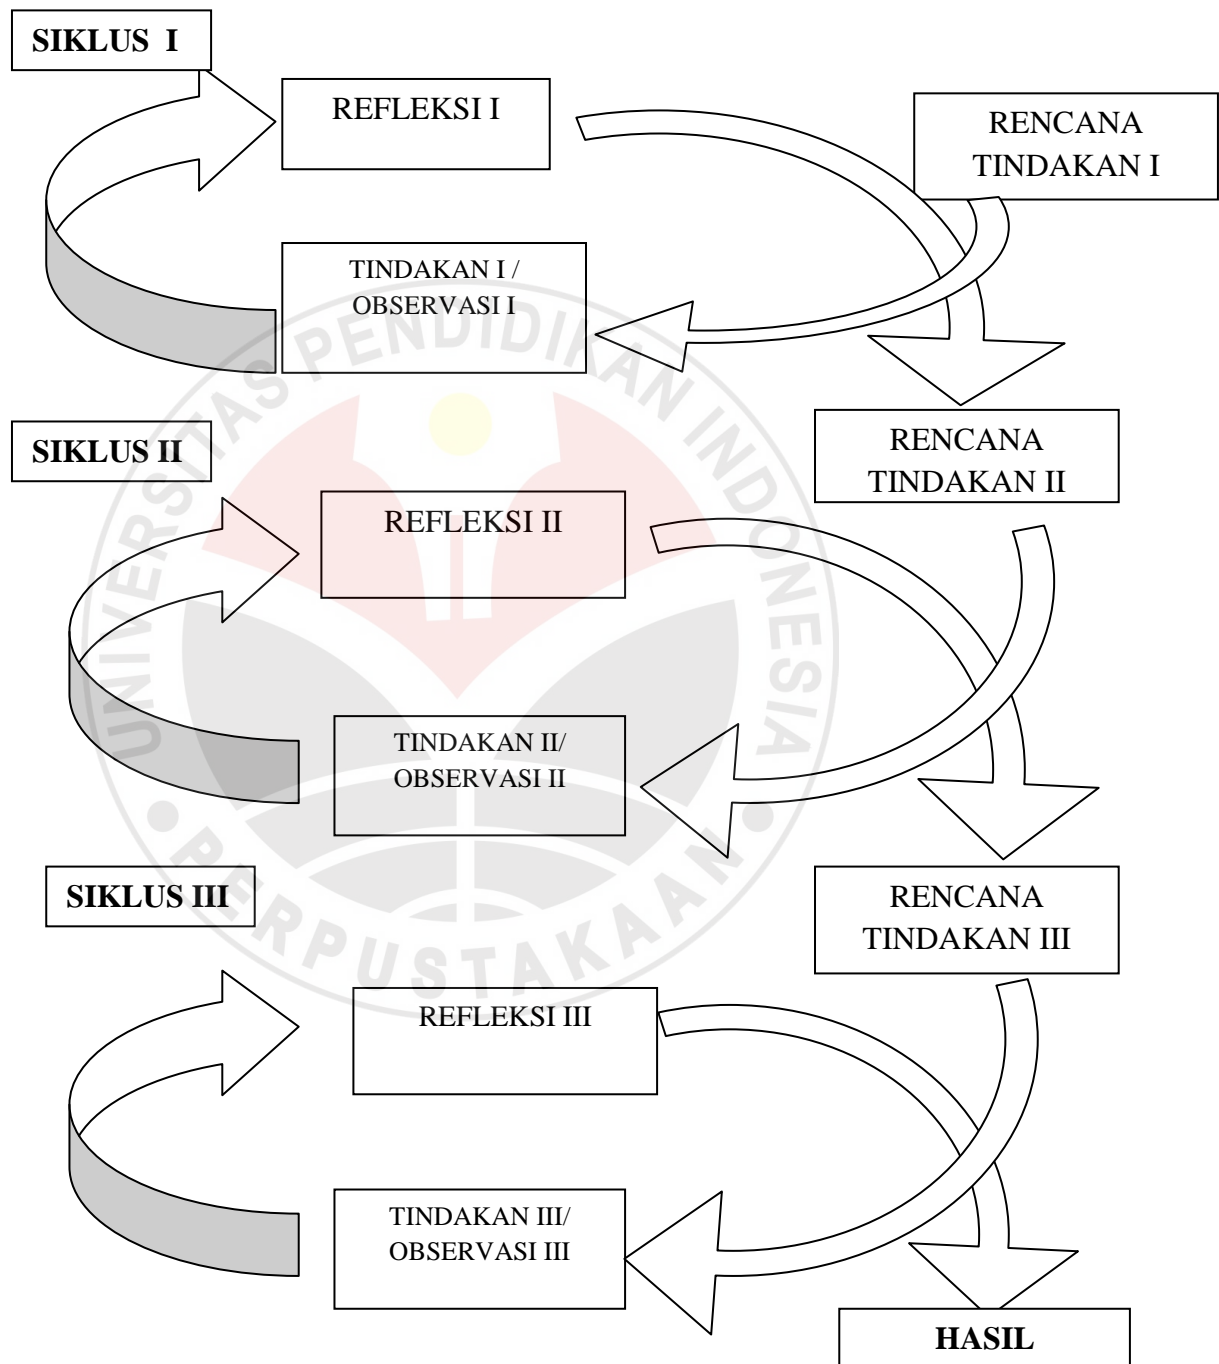 SIKLUS I
REFLEKSI I
RENCANA
TINDAKAN I
TINDAKAN I /
OBSERVASI I
SIKLUS II
RENCANA
TINDAKAN II
REFLEKSI II
TINDAKAN II/
OBSERVASI II
SIKLUS III
RENCANA
TINDAKAN III
REFLEKSI III
TINDAKAN III/
OBSERVASI III
HASIL
UNIVERSITAS PENDIDIKAN INDONESIA
PERPUSTAKAAN